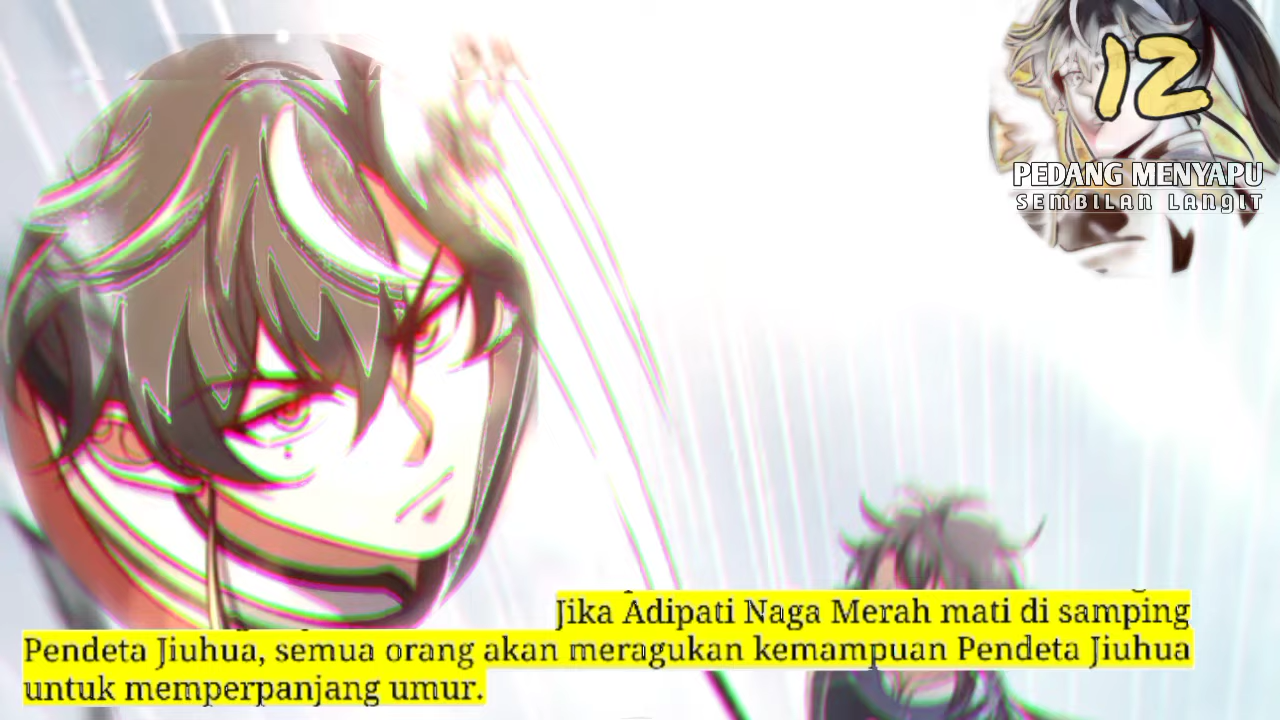 12
PEDANG MENYAPU
SEMBILAN LANGIT
Jika Adipati Naga Merah mati di samping
Pendeta Jiuhua, semua orang akan meragukan kemampuan Pendeta Jiuhua
untuk memperpanjang umur.